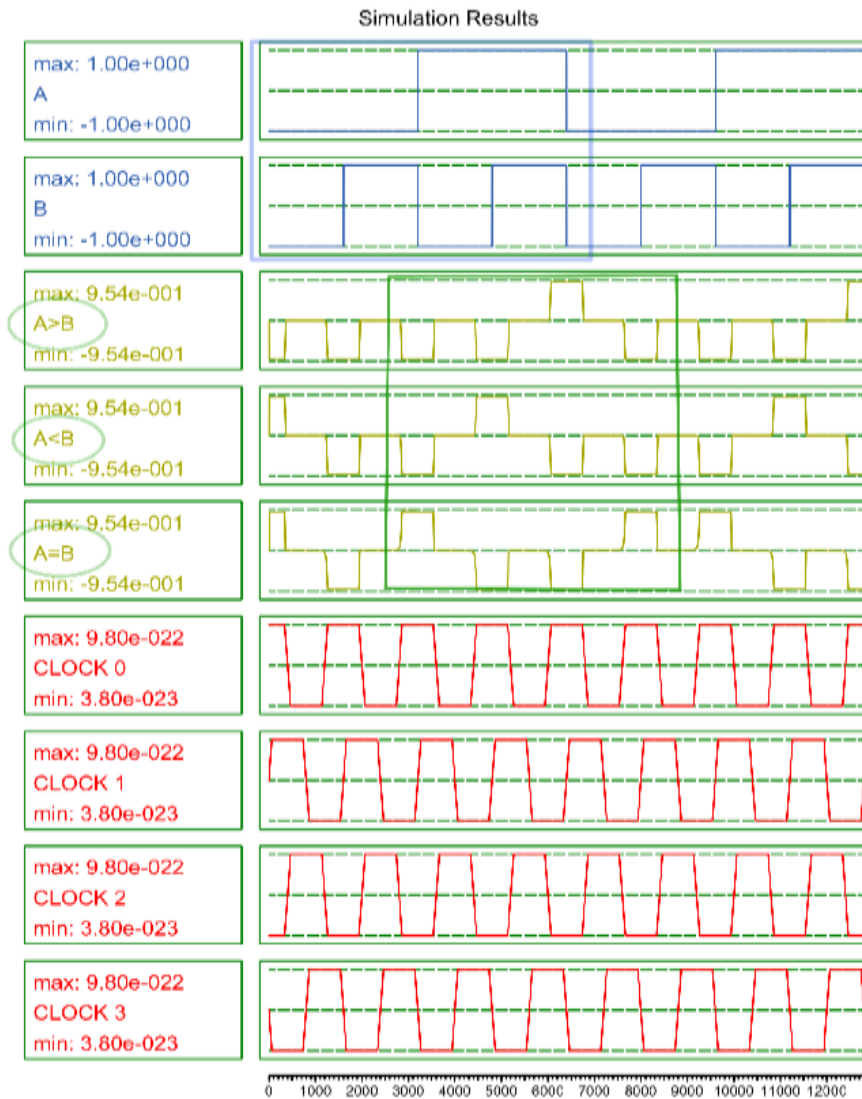 Simulation Results
max: 1.00e+000
A
min: -1.00e+000
max: 1.00e+000
B
min: -1.00e+000
max: 9.54e-001
A>B
min: -9.54e-001
max: 9.54e-001
A<B
min: -9.54e-001
max: 9.54e-001
A=B
min: -9.54e-001
max: 9.80e-022
CLOCK 0
min: 3.80e-023
max: 9.80e-022
CLOCK 1
min: 3.80e-023
max: 9.80e-022
CLOCK 2
min: 3.80e-023
max: 9.80e-022
CLOCK 3
min: 3.80e-023
0 1000 2000 3000 4000 5000 6000 7000 8000 9000 10000 11000 12000